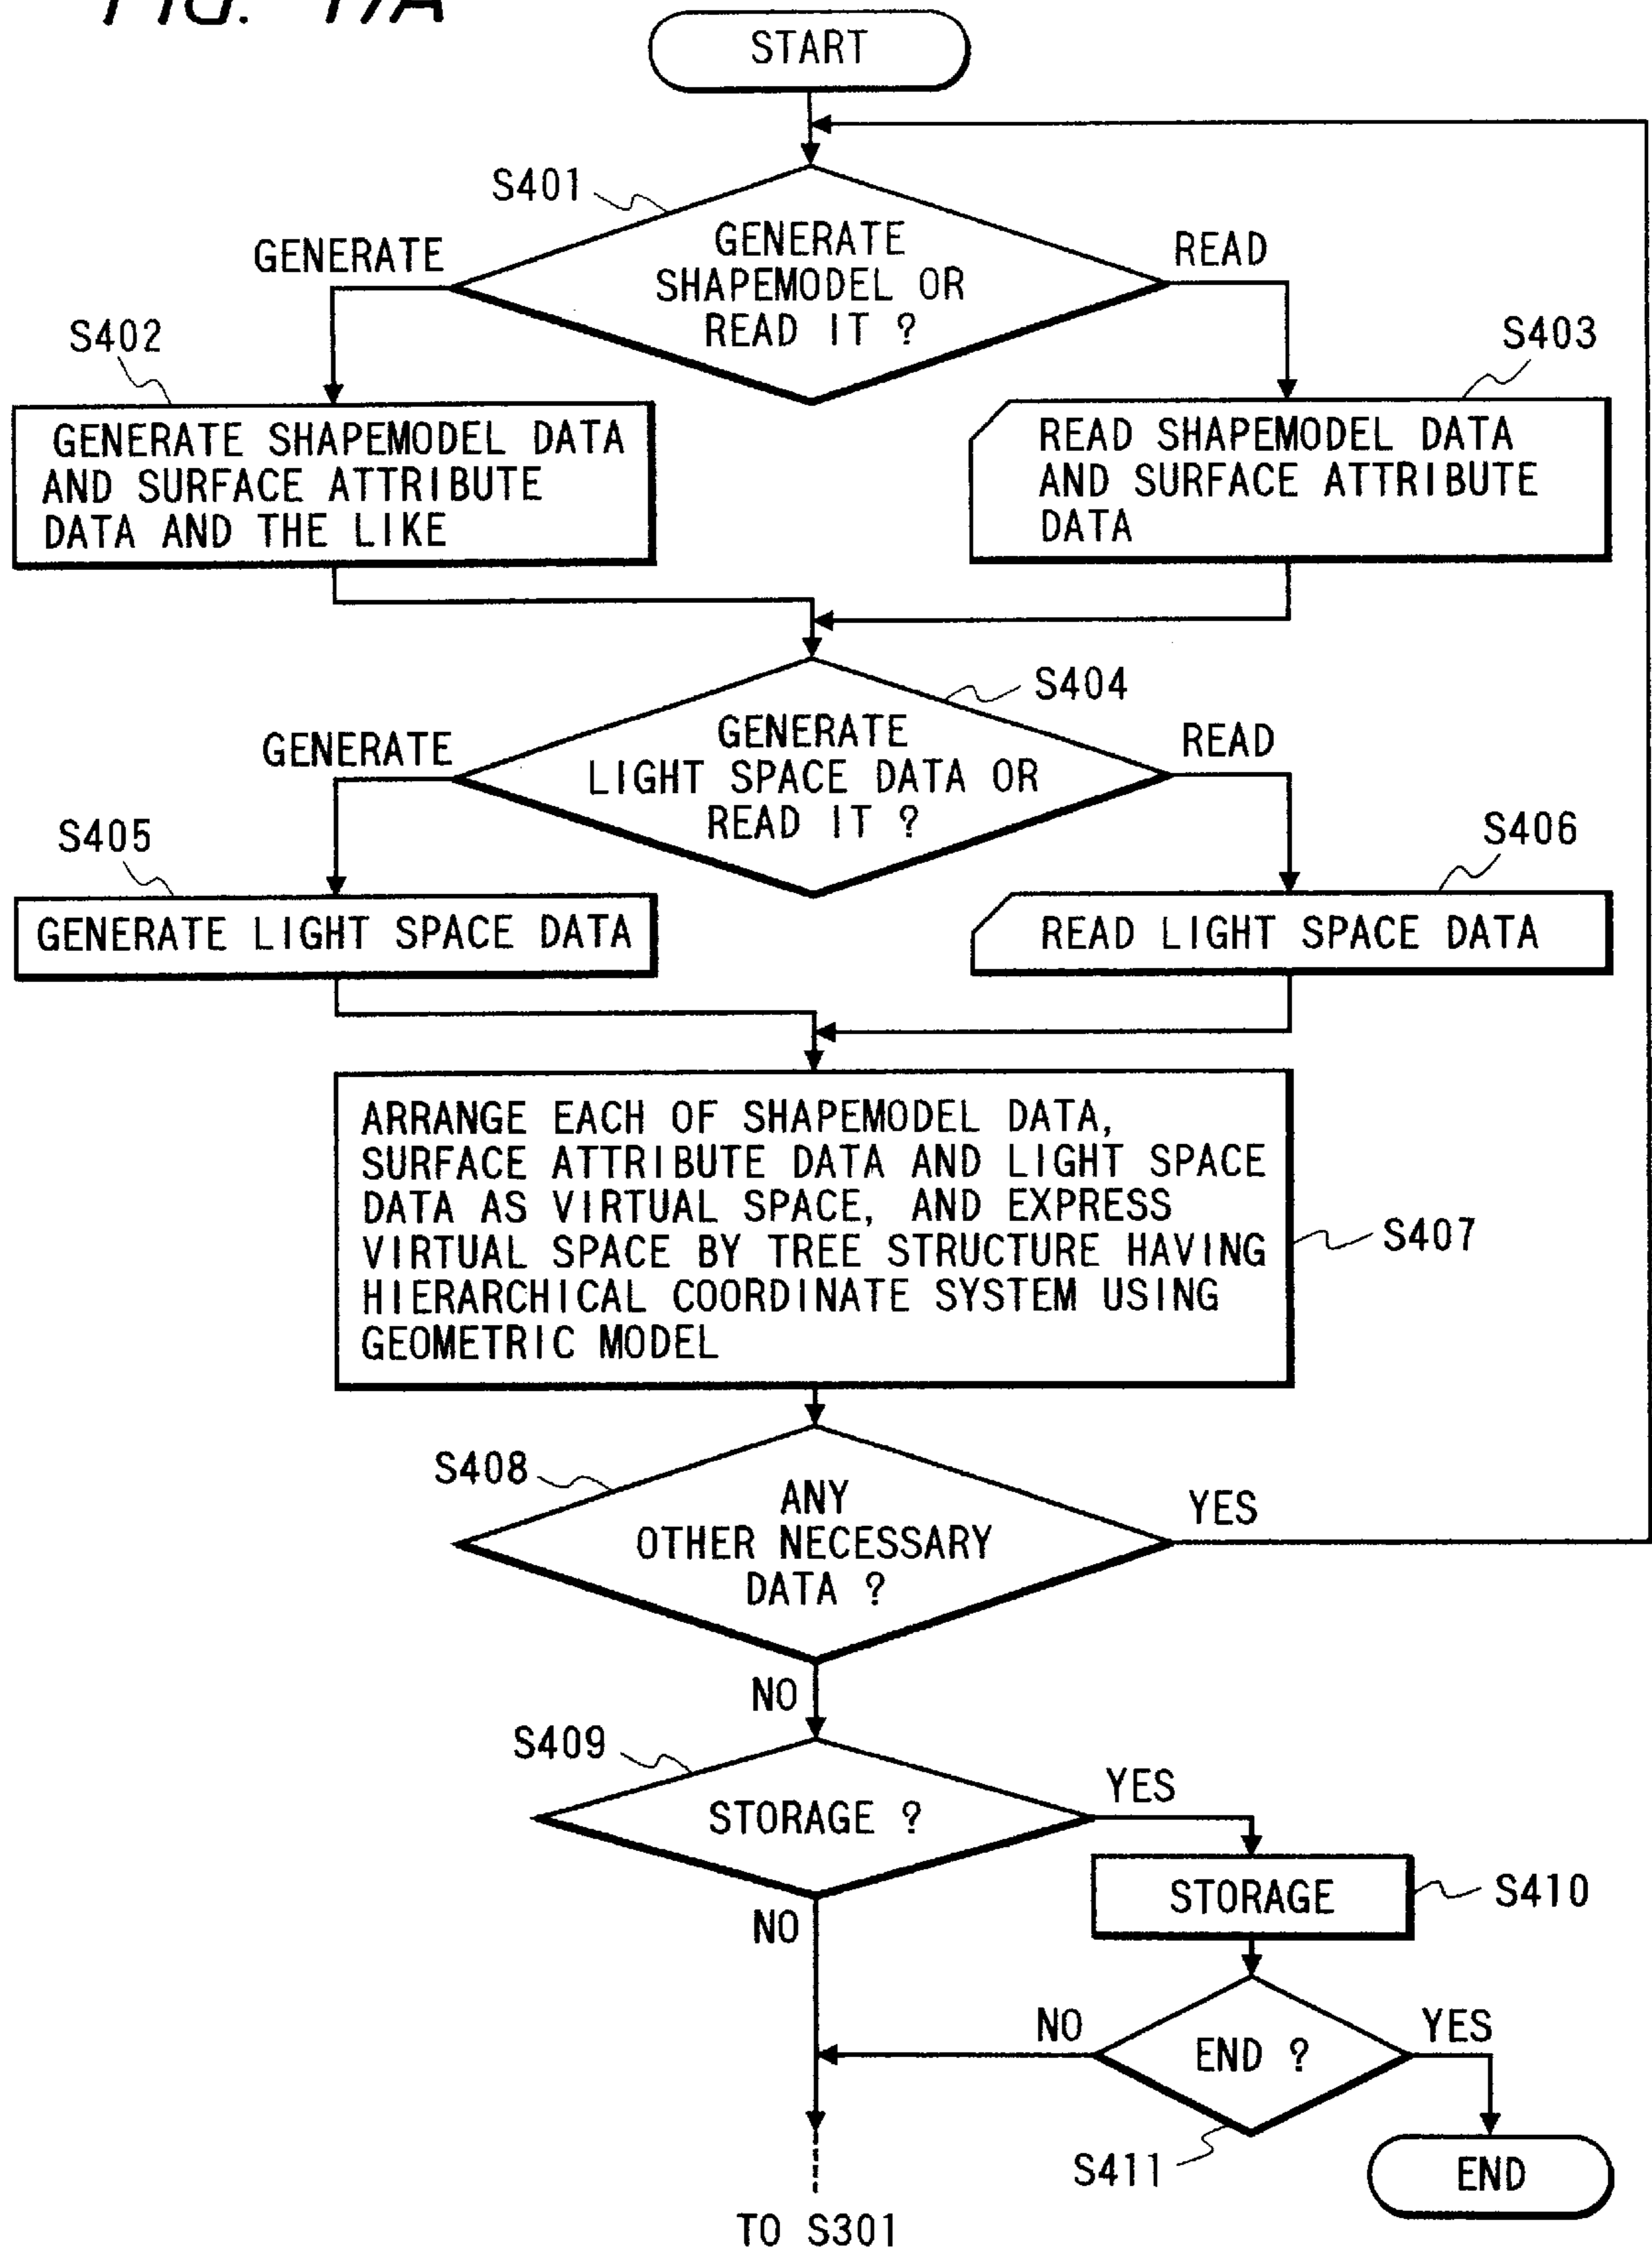 START
S401
GENERATE
SHAPEMODEL OR
READ IT ?
GENERATE
READ
S402
S403
GENERATE SHAPEMODEL DATA
AND SURFACE ATTRIBUTE
DATA AND THE LIKE
READ SHAPEMODEL DATA
AND SURFACE ATTRIBUTE
DATA
S404
GENERATE
LIGHT SPACE DATA OR
READ IT ?
GENERATE
READ
S405
S406
GENERATE LIGHT SPACE DATA
READ LIGHT SPACE DATA
ARRANGE EACH OF SHAPEMODEL DATA,
SURFACE ATTRIBUTE DATA AND LIGHT SPACE
DATA AS VIRTUAL SPACE, AND EXPRESS
VIRTUAL SPACE BY TREE STRUCTURE HAVING
HIERARCHICAL COORDINATE SYSTEM USING
GEOMETRIC MODEL
S407
S408
ANY
OTHER NECESSARY
DATA ?
YES
NO
S409
STORAGE ?
YES
STORAGE
S410
NO
NO
END ?
YES
S411
END
TO S301